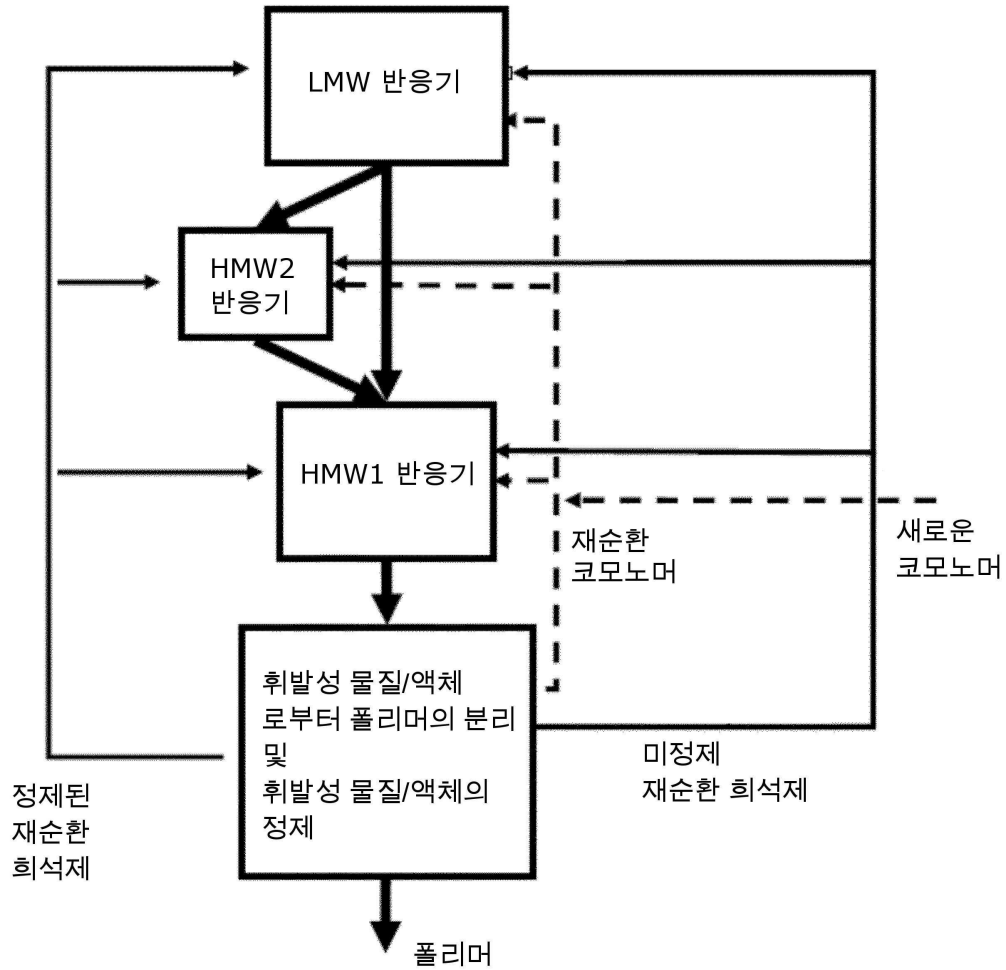 LMW 반응기
HMW2
반응기
HMW1 반응기
재순환
코모노머
새로운
코모노머
휘발성 물질/액체
로부터 폴리머의 분리
및
휘발성 물질/액체의
정제
미정제
재순환 희석제
정제된
재순환
희석제
폴리머